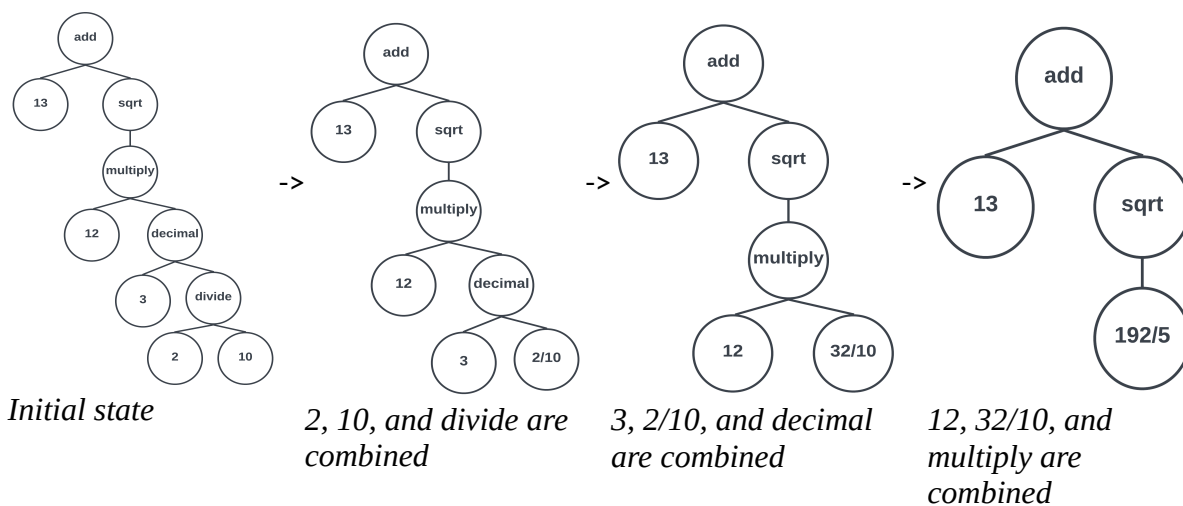 add
13
sqrt
multiply
12
decimal
3
divide
2
10
Initial state
->
add
13
sqrt
multiply
12
decimal
3
2/10
2, 10, and divide are
combined
->
add
13
sqrt
multiply
12
32/10
3, 2/10, and decimal
are combined
->
add
13
sqrt
192/5
12, 32/10, and
multiply are
combined